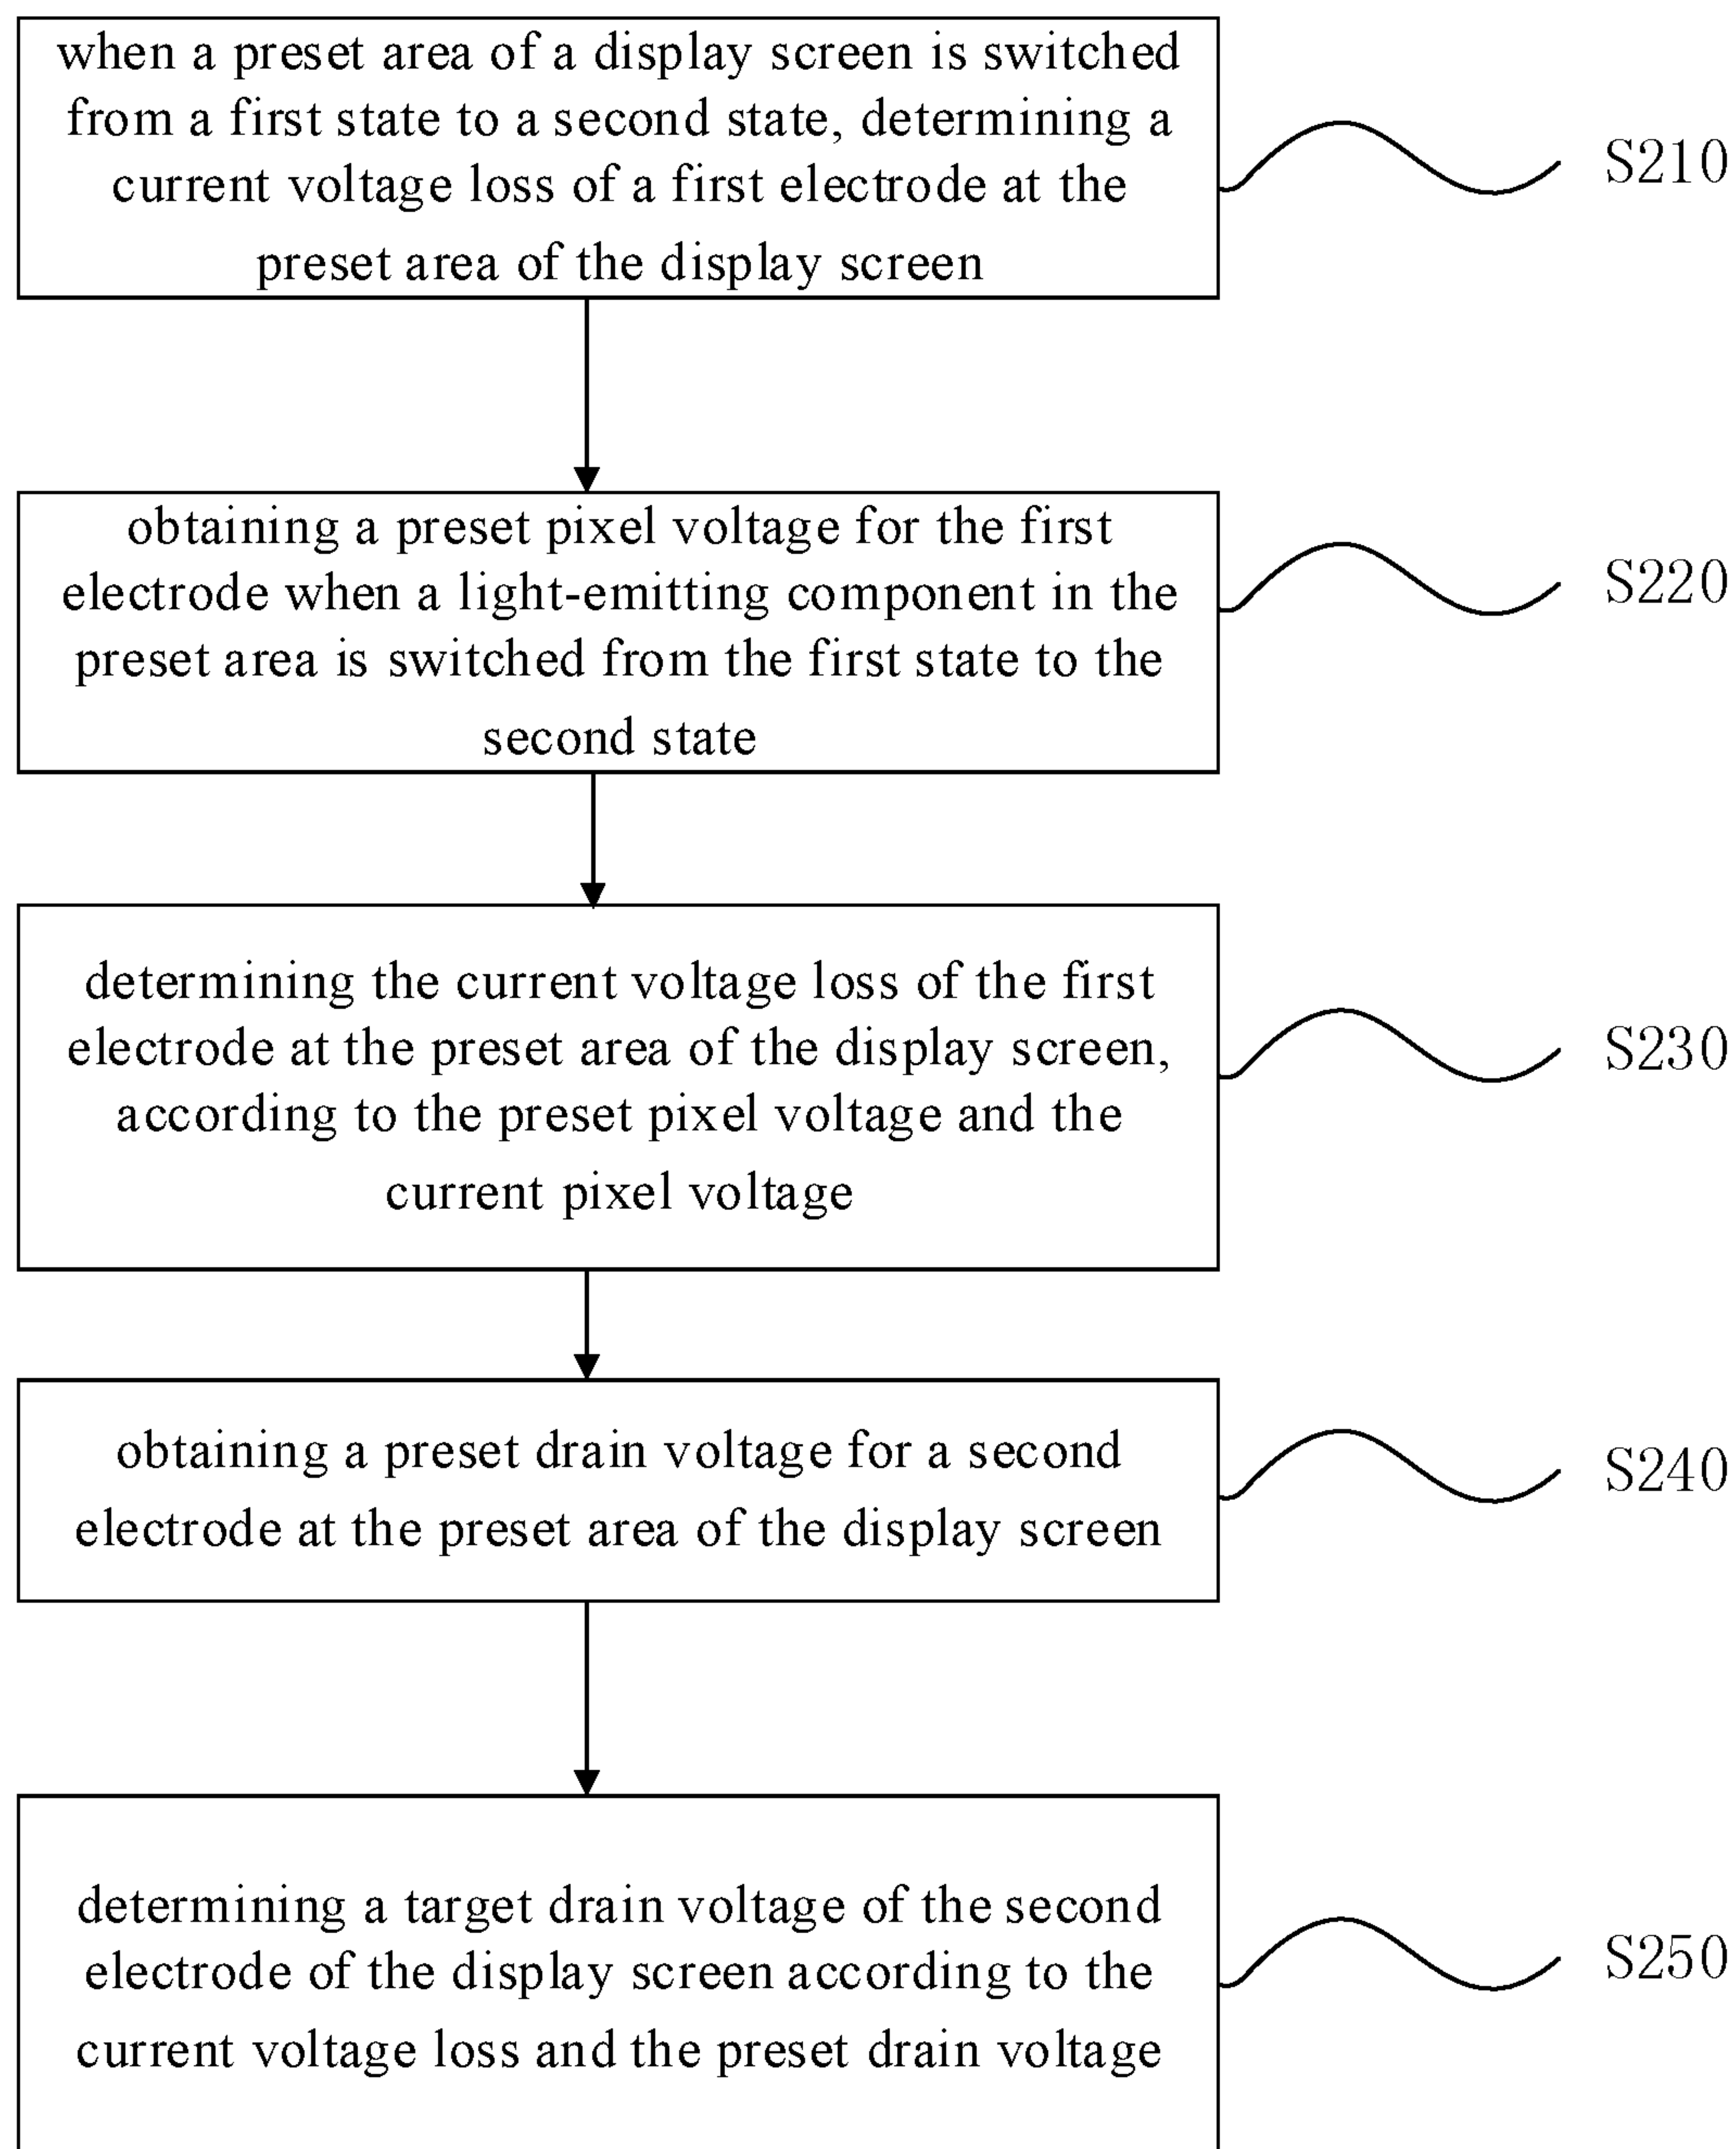 when a preset area of a display screen is switched
from a first state to a second state, determining a
current voltage loss of a first electrode at the
preset area of the display screen
S210
obtaining a preset pixel voltage for the first
electrode when a light-emitting component in the
preset area is switched from the first state to the
second state
S220
determining the current voltage loss of the first
electrode at the preset area of the display screen,
according to the preset pixel voltage and the
current pixel voltage
S230
obtaining a preset drain voltage for a second
electrode at the preset area of the display screen
S240
determining a target drain voltage of the second
electrode of the display screen according to the
current voltage loss and the preset drain voltage
S250